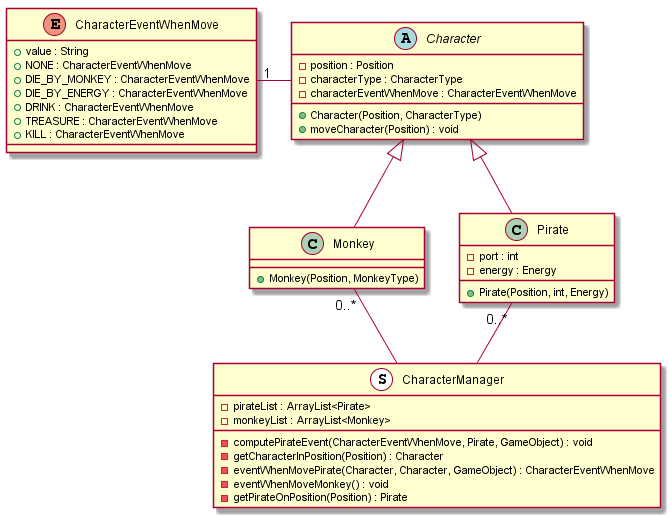 E CharacterEventWhenMove
value : String
NONE : CharacterEventWhenMove
DIE_BY_MONKEY : CharacterEventWhenMove
DIE_BY_ENERGY : CharacterEventWhenMove
DRINK : CharacterEventWhenMove
TREASURE : CharacterEventWhenMove
KILL : CharacterEventWhenMove
1
A Character
position : Position
characterType : CharacterType
characterEventWhenMove : CharacterEventWhenMove
Character(Position, CharacterType)
moveCharacter(Position) : void
C Monkey
Monkey(Position, MonkeyType)
C Pirate
port : int
energy : Energy
Pirate(Position, int, Energy)
0..*
0..*
S CharacterManager
pirateList : ArrayList<Pirate>
monkeyList : ArrayList<Monkey>
computePirateEvent(CharacterEventWhenMove, Pirate, GameObject) : void
getCharacterInPosition(Position) : Character
eventWhenMovePirate(Character, Character, GameObject) : CharacterEventWhenMove
eventWhenMoveMonkey() : void
getPirateOnPosition(Position) : Pirate